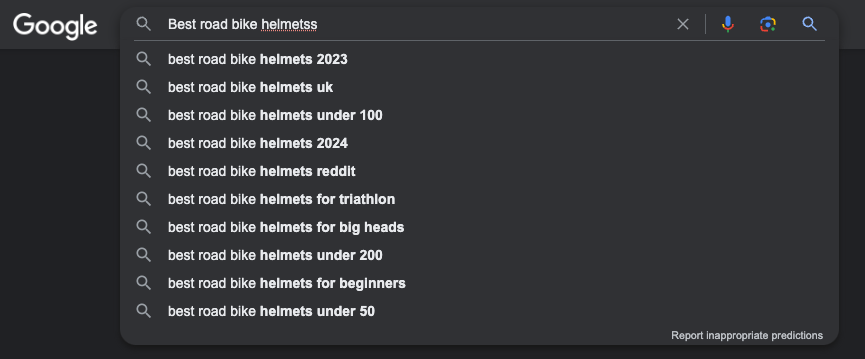 Google
Best road bike helmetss
best road bike helmets 2023
best road bike helmets uk
best road bike helmets under 100
best road bike helmets 2024
best road bike helmets reddit
best road bike helmets for triathlon
best road bike helmets for big heads
best road bike helmets under 200
best road bike helmets for beginners
best road bike helmets under 50
Report inappropriate predictions